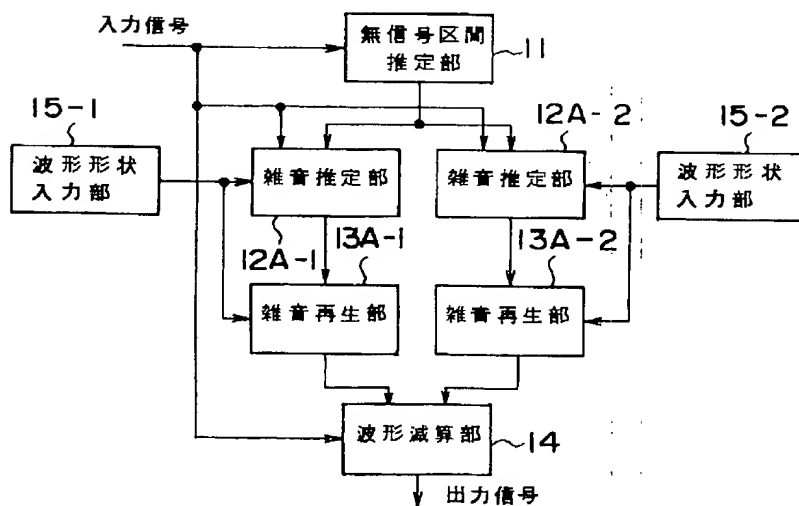 入力信号
無信号区間
推定部
11
15-1
12A-2
15-2
波形形状
入力部
雑音推定部
雑音推定部
波形形状
入力部
12A-1
13A-1
13A-2
雑音再生部
雑音再生部
波形減算部
14
出力信号